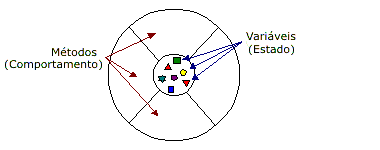 Métodos
(Comportamento)
Variáveis
(Estado)